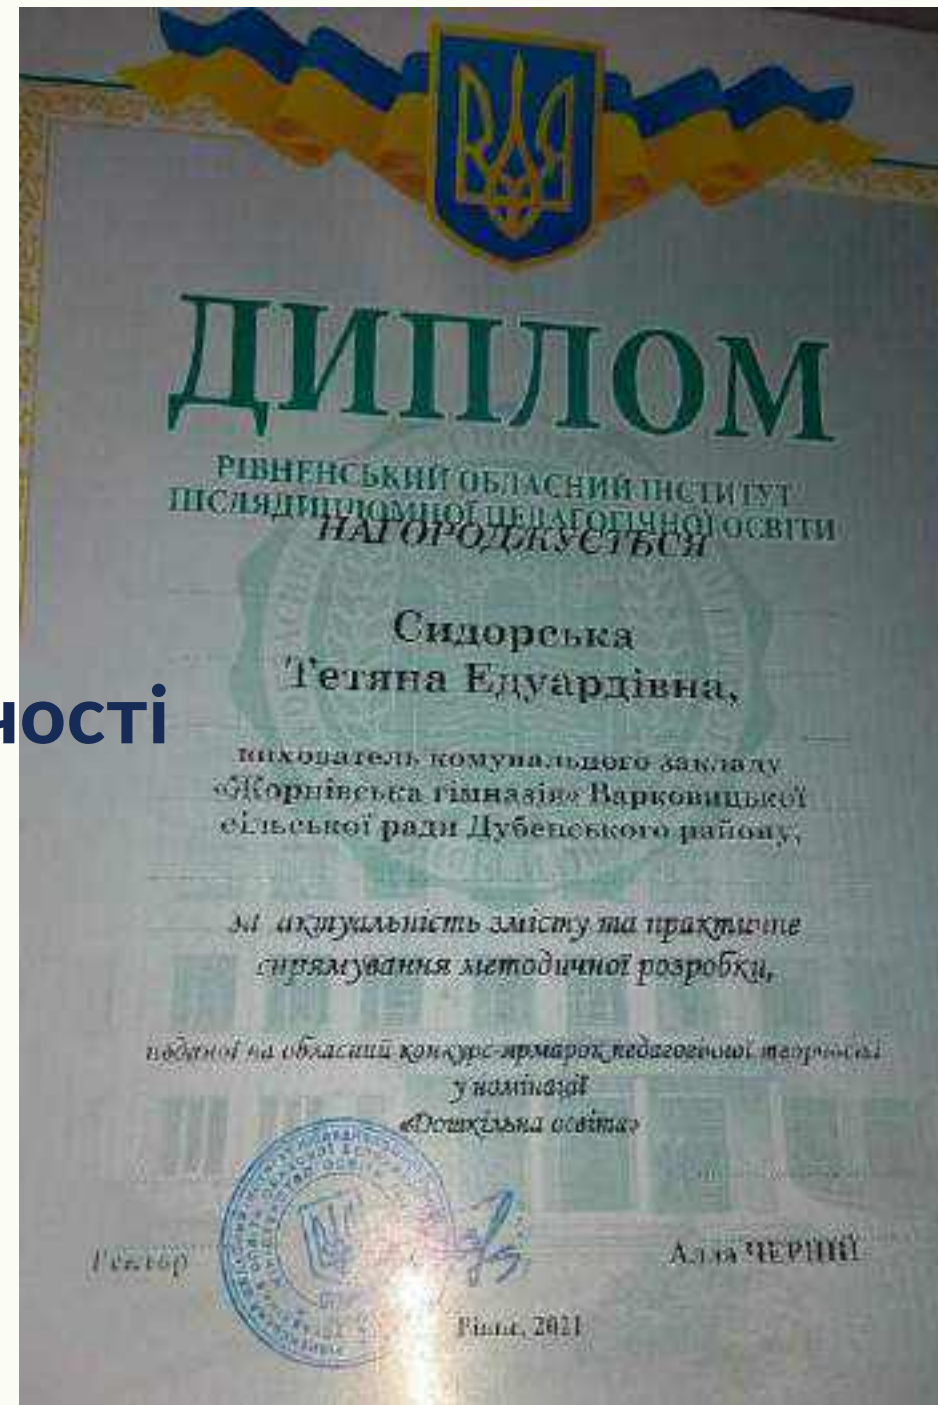 ДИПЛОМ
РІВНЕНСЬКИЙ ОБЛАСНИЙ ІНСТИТУТ
ПІСЛЯДИПЛОМНОЇ ПЕДАГОГІЧНОЇ ОСВІТИ
НАГОРОДЖУЄТЬСЯ
Сидорська
Тетяна Едуардівна,
ності
вихователь комунального закладу
«Жорнівська гімназія» Варковицької
сільської ради Дубенського району,
за актуальність змісту та практичне
спрямування методичної розробки,
поданої на обласний конкурс-ярмарок педагогічної творчості
у номінації
«Дошкільна освіта»
Ректор
Алла ЧЕРНІЙ
Рівне, 2021